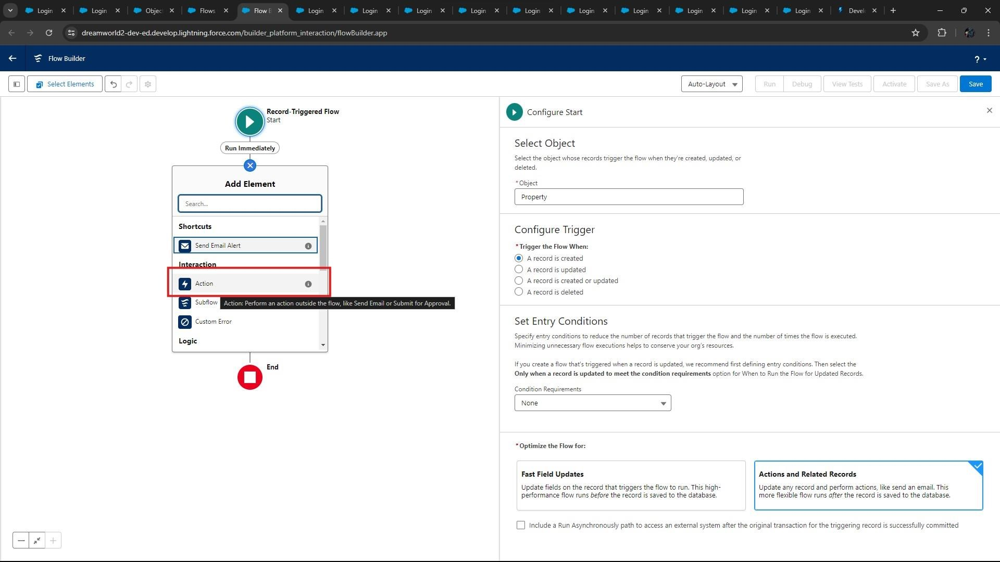 Login
Login
Objec
Flows
Flow B
Login
Login
Login
Login
Login
Login
Login
Login
Login
Login
Devel
dreamworld2-dev-ed.develop.lightning.force.com/builder_platform_interaction/flowBuilder.app
Flow Builder
?
Select Elements
Auto-Layout
Run
Debug
View Tests
Activate
Save As
Save
Record-Triggered Flow
Start
Run Immediately
Add Element
Search...
Shortcuts
Send Email Alert
Interaction
Action
Subflow
Action: Perform an action outside the flow, like Send Email or Submit for Approval.
Custom Error
Logic
End
Configure Start
Select Object
Select the object whose records trigger the flow when they're created, updated, or
deleted.
*Object
Property
Configure Trigger
*Trigger the Flow When:
A record is created
A record is updated
A record is created or updated
A record is deleted
Set Entry Conditions
Specify entry conditions to reduce the number of records that trigger the flow and the number of times the flow is executed.
Minimizing unnecessary flow executions helps to conserve your org's resources.
If you create a flow that's triggered when a record is updated, we recommend first defining entry conditions. Then select the
Only when a record is updated to meet the condition requirements option for When to Run the Flow for Updated Records.
Condition Requirements
None
*Optimize the Flow for:
Fast Field Updates
Update fields on the record that triggers the flow to run. This high-
performance flow runs before the record is saved to the database.
Actions and Related Records
Update any record and perform actions, like send an email. This
more flexible flow runs after the record is saved to the database.
Include a Run Asynchronously path to access an external system after the original transaction for the triggering record is successfully committed